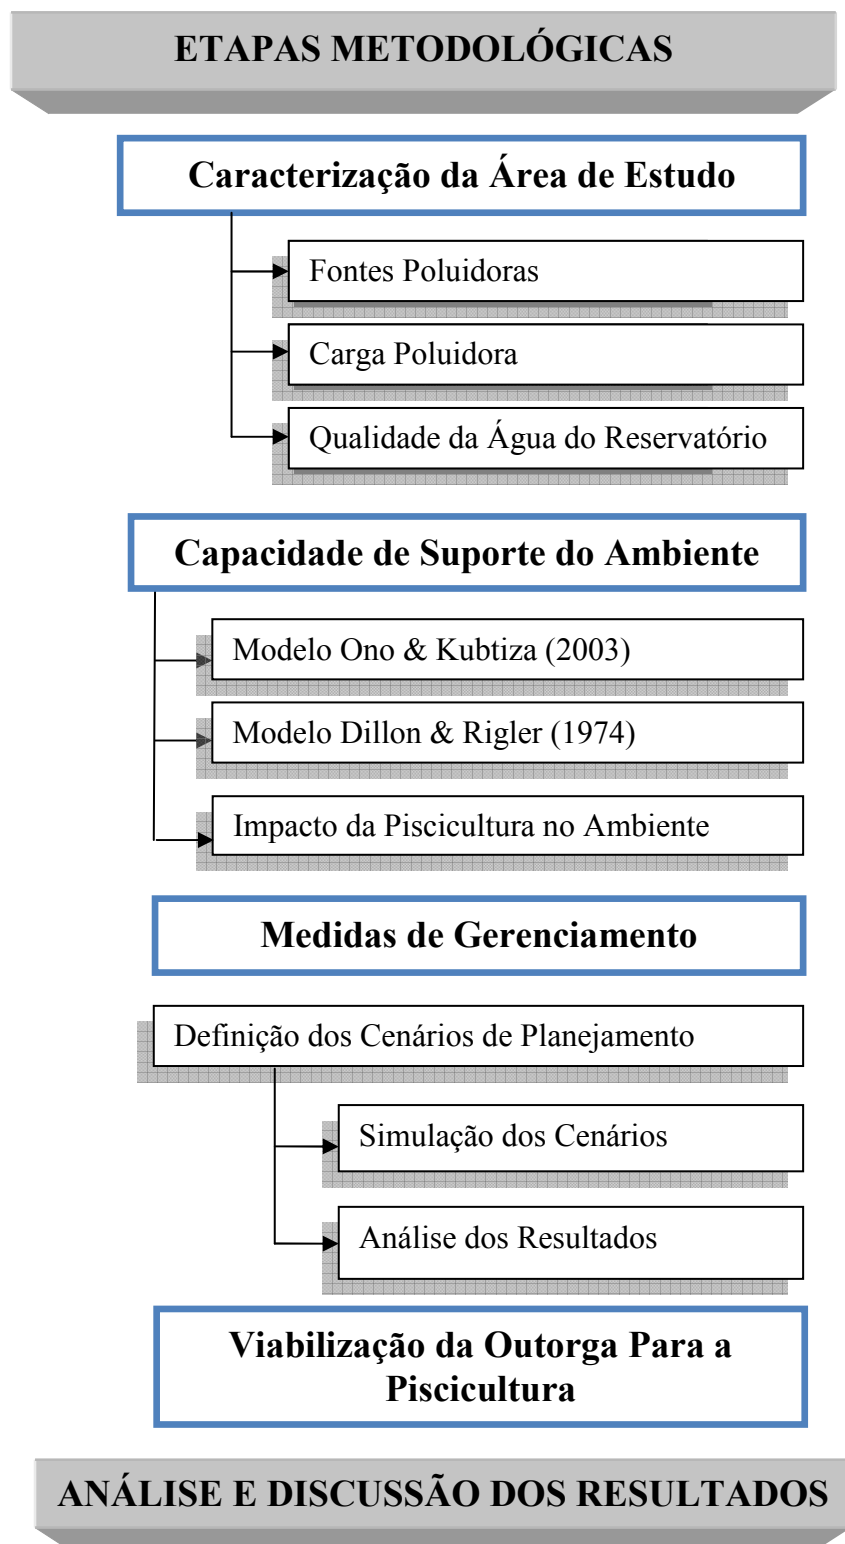 ETAPAS METODOLÓGICAS
Caracterização da Área de Estudo
Fontes Poluidoras
Carga Poluidora
Qualidade da Água do Reservatório
Capacidade de Suporte do Ambiente
Modelo Ono & Kubtiza (2003)
Modelo Dillon & Rigler (1974)
Impacto da Piscicultura no Ambiente
Medidas de Gerenciamento
Definição dos Cenários de Planejamento
Simulação dos Cenários
Análise dos Resultados
Viabilização da Outorga Para a
Piscicultura
ANÁLISE E DISCUSSÃO DOS RESULTADOS